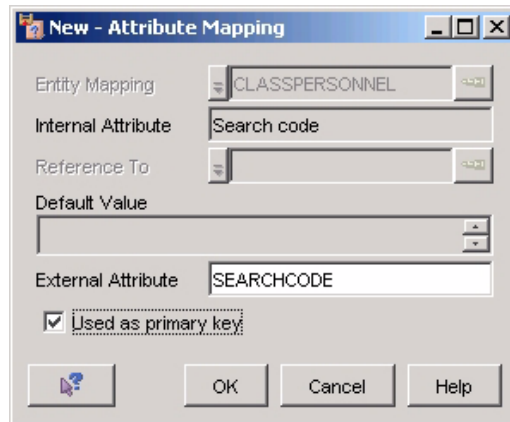 New - Attribute Mapping
Entity Mapping CLASSPERSONNEL
Internal Attribute Search code
Reference To
Default Value
External Attribute SEARCHCODE
Used as primary key
OK Cancel Help